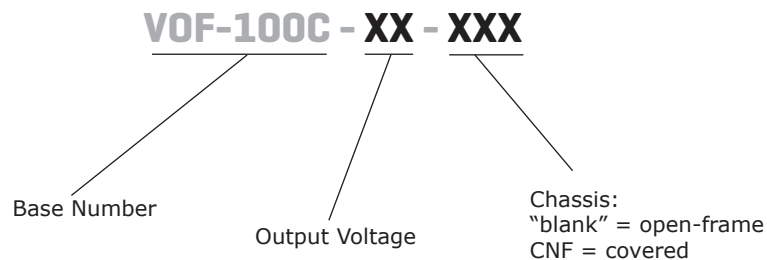 VOF-100C - XX - XXX
Base Number
Output Voltage
Chassis:
“blank” = open-frame
CNF = covered